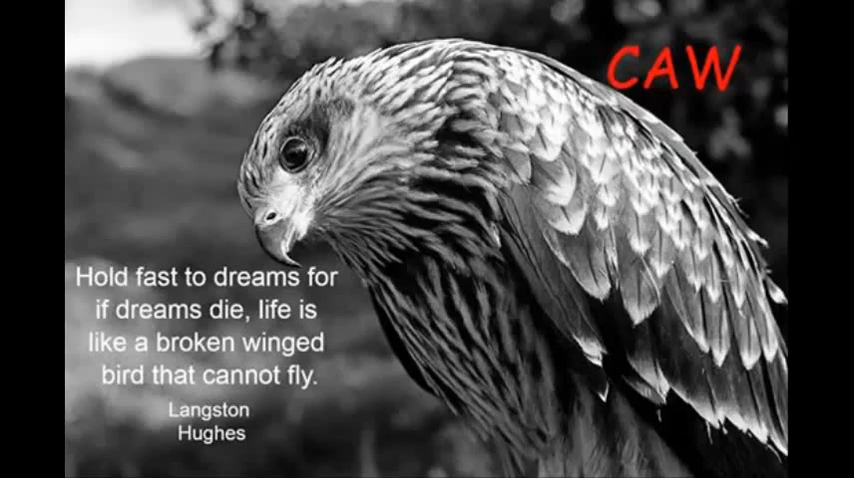 CAW
Hold fast to dreams for
if dreams die, life is
like a broken winged
bird that cannot fly.
Langston
Hughes